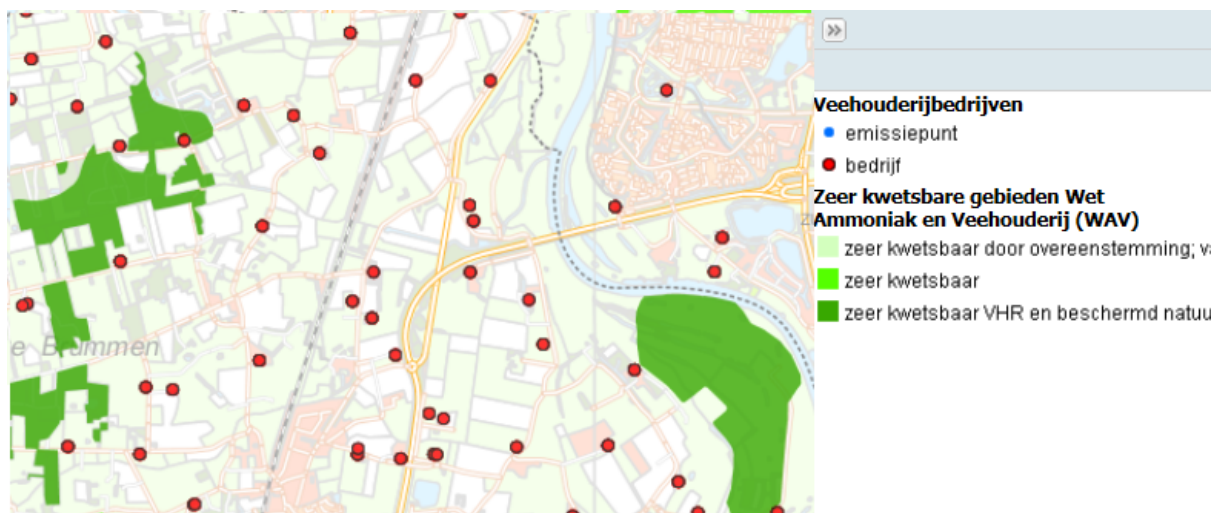 Veehouderijbedrijven
emissiepunt
bedrijf
Zeer kwetsbare gebieden Wet
Ammoniak en Veehouderij (WAV)
zeer kwetsbaar door overeenstemming; va
zeer kwetsbaar
zeer kwetsbaar VHR en beschermd natuu
e Brummen